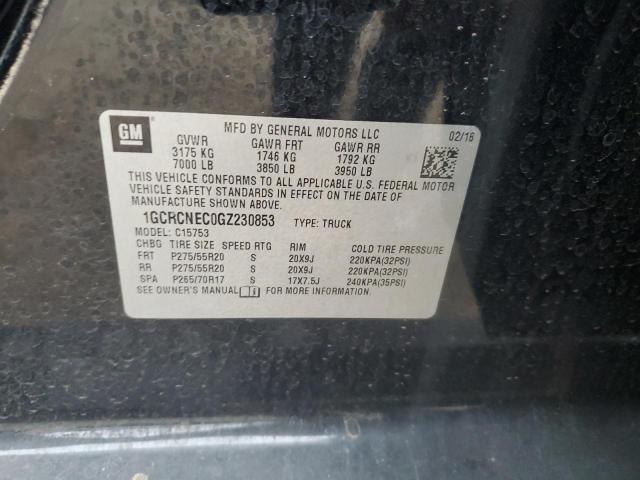 GM
MFD BY GENERAL MOTORS LLC 02/16
GVWR GAWR FRT GAWR RR
3175 KG 1746 KG 1792 KG
7000 LB 3850 LB 3950 LB
THIS VEHICLE CONFORMS TO ALL APPLICABLE U.S. FEDERAL MOTOR
VEHICLE SAFETY STANDARDS IN EFFECT ON THE DATE OF
MANUFACTURE SHOWN ABOVE.
1GCRCNEC0GZ230853 TYPE: TRUCK
MODEL: C15753
CHBG TIRE SIZE SPEED RTG RIM COLD TIRE PRESSURE
FRT P275/55R20 S 20X9J 220KPA(32PSI)
RR P275/55R20 S 20X9J 220KPA(32PSI)
SPA P265/70R17 S 17X7.5J 240KPA(35PSI)
SEE OWNER'S MANUAL FOR MORE INFORMATION.